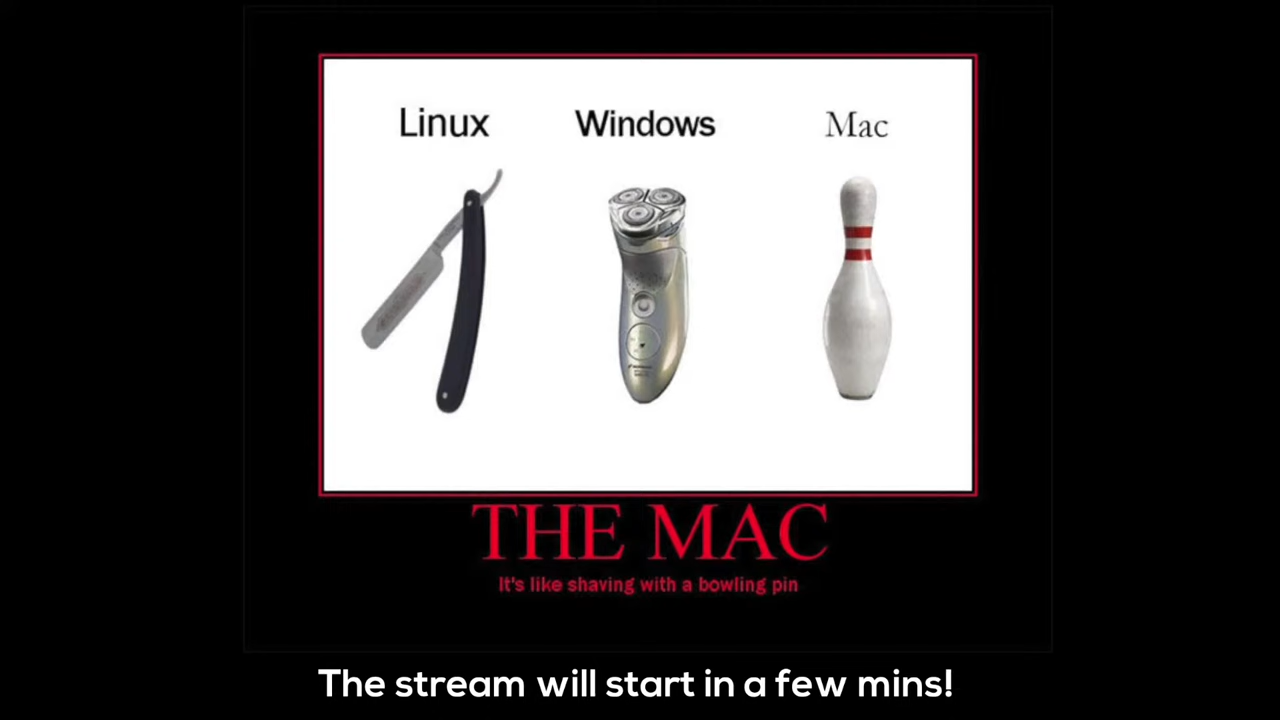 Linux
Windows
Mac
THE MAC
It's like shaving with a bowling pin
The stream will start in a few mins!